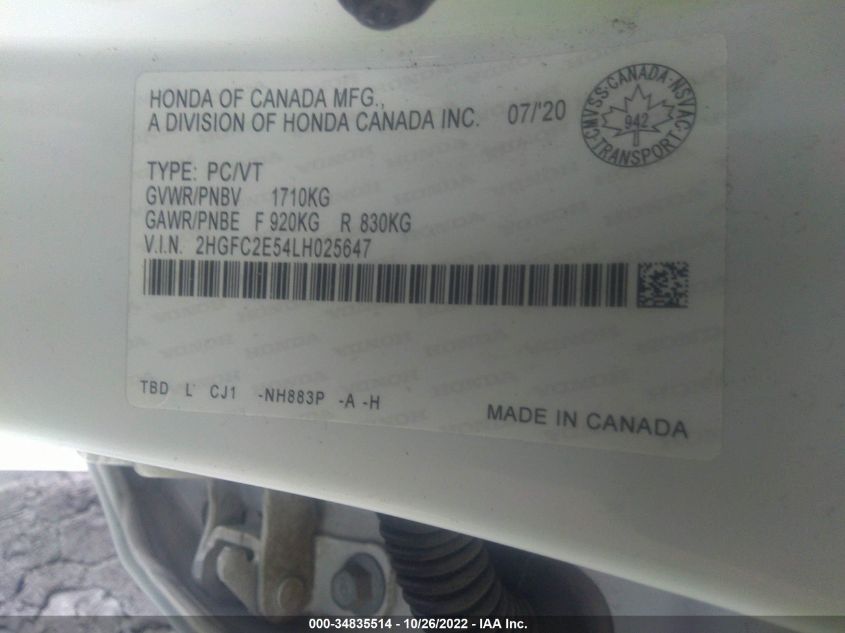 HONDA OF CANADA MFG.,
A DIVISION OF HONDA CANADA INC. 07/'20
CMVSS·CANADA·NSVAC
942
TRANSPORT
TYPE: PC/VT
GVWR/PNBV 1710KG
GAWR/PNBE F 920KG R 830KG
V.I.N. 2HGFC2E54LH025647
TBD L CJ1 -NH883P -A -H
MADE IN CANADA
000-34835514 - 10/26/2022 - IAA Inc.